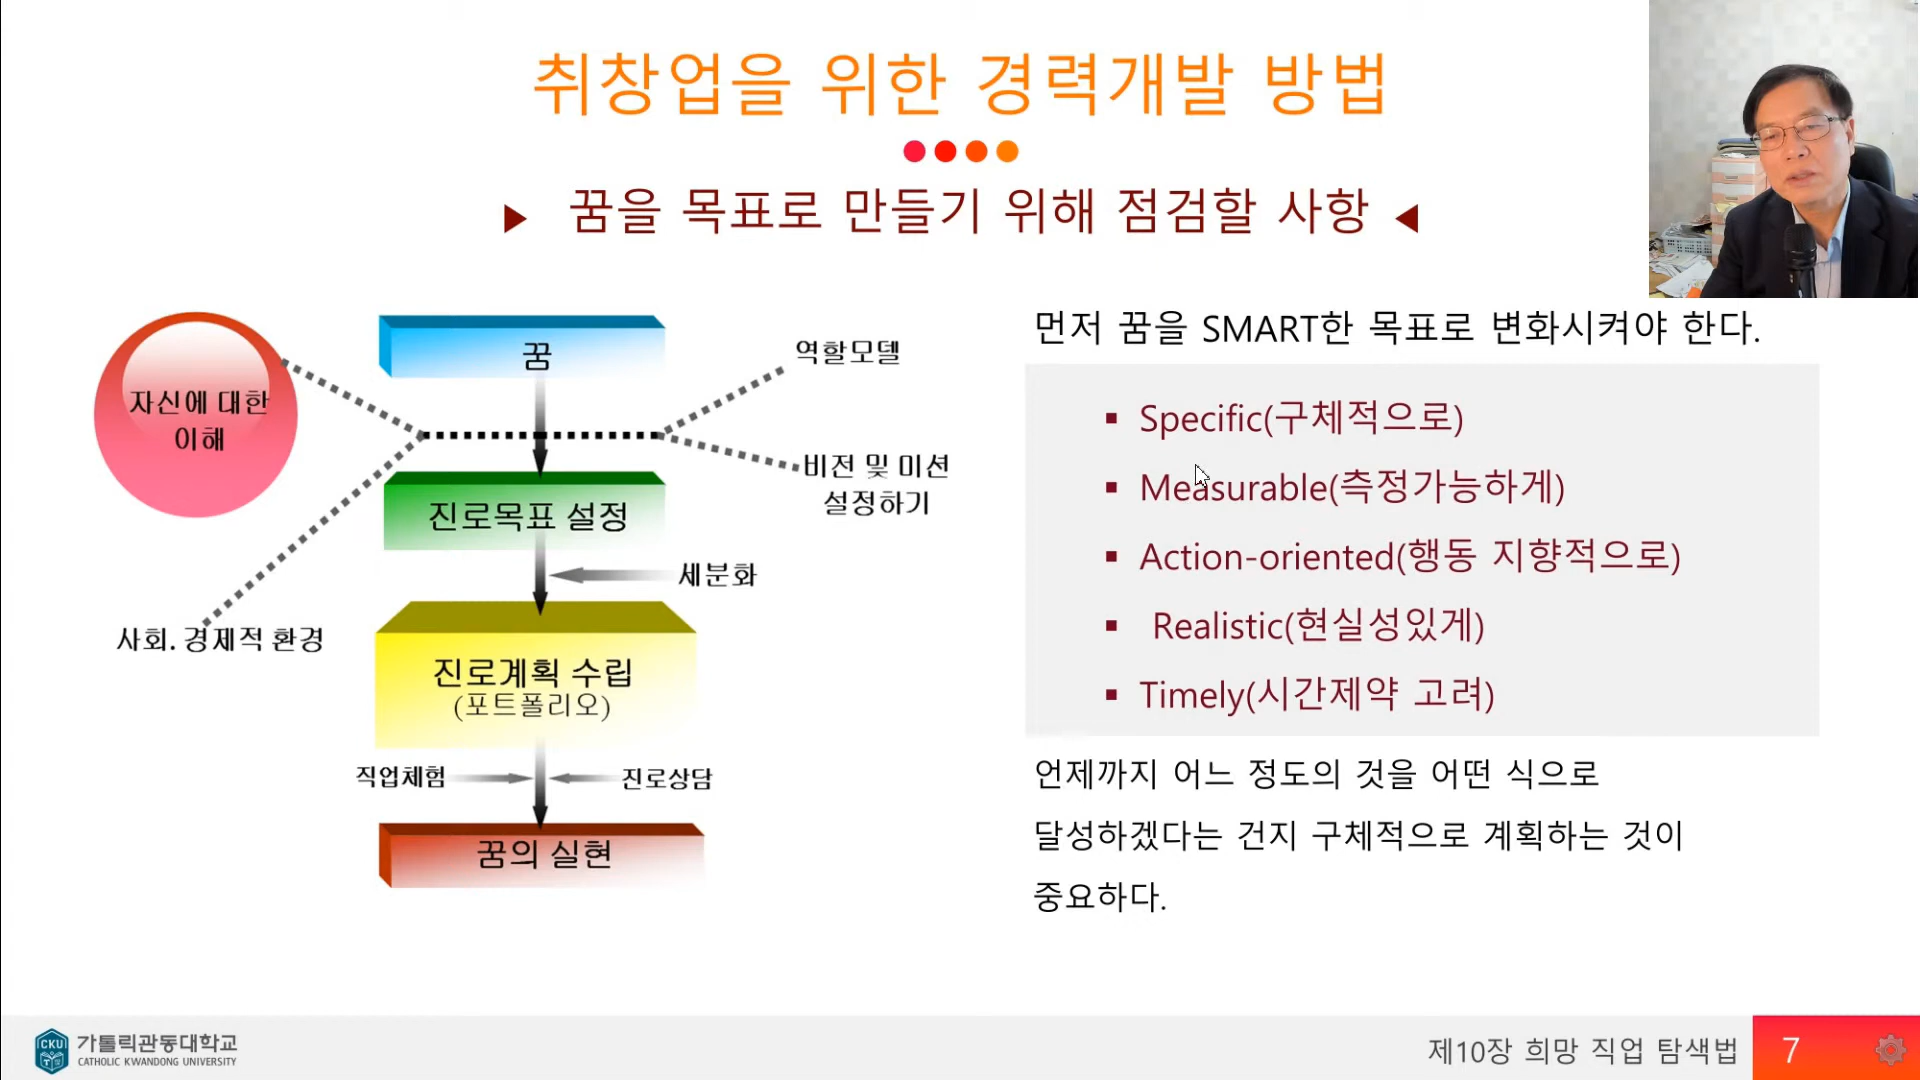 취창업을 위한 경력개발 방법
▶ 꿈을 목표로 만들기 위해 점검할 사항 ◀
자신에 대한
이해
꿈
역할모델
비전 및 미션
설정하기
진로목표 설정
세분화
사회. 경제적 환경
진로계획 수립
(포트폴리오)
직업체험
진로상담
꿈의 실현
먼저 꿈을 SMART한 목표로 변화시켜야 한다.
▪ Specific(구체적으로)
▪ Measurable(측정가능하게)
▪ Action-oriented(행동 지향적으로)
▪ Realistic(현실성있게)
▪ Timely(시간제약 고려)
언제까지 어느 정도의 것을 어떤 식으로
달성하겠다는 건지 구체적으로 계획하는 것이
중요하다.
CKU
가톨릭관동대학교
CATHOLIC KWANDONG UNIVERSITY
제10장 희망 직업 탐색법
7